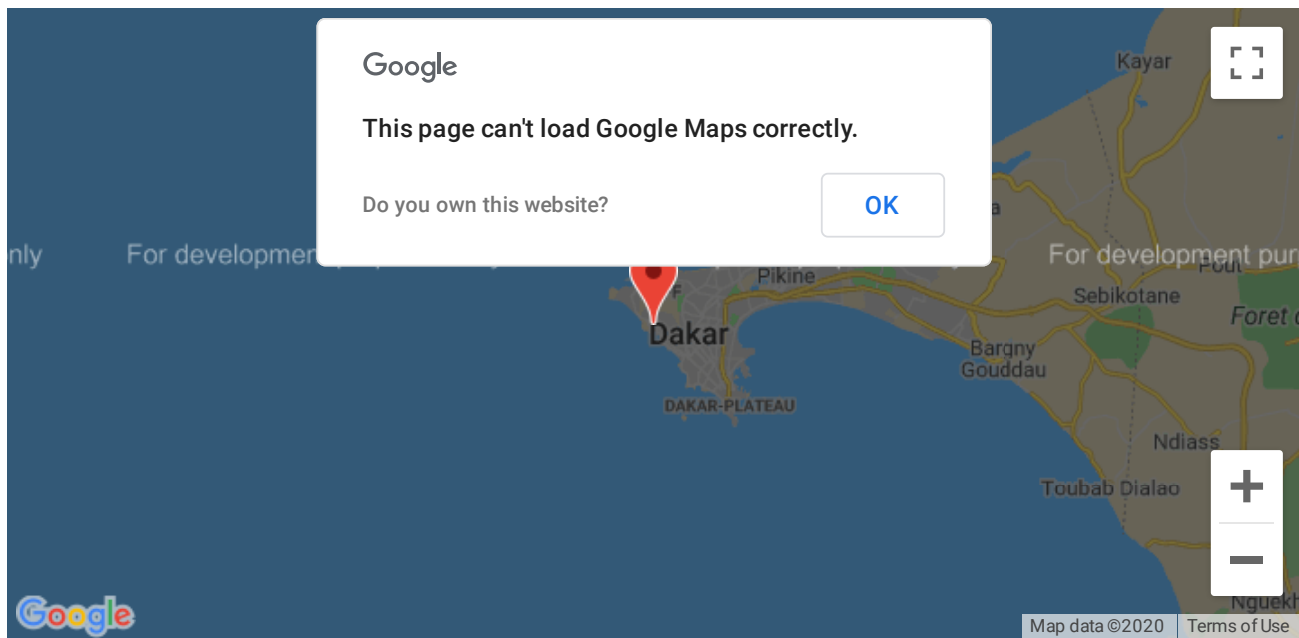 Google
This page can't load Google Maps correctly.
Do you own this website?
OK
Kayar
nly
For developmen
For development pur
Pout
Pikine
Sebikotane
Foret
F
Dakar
Bargny
Gouddau
DAKAR-PLATEAU
Ndiass
Toubab Dialao
Nguekh
Google
Map data ©2020
Terms of Use